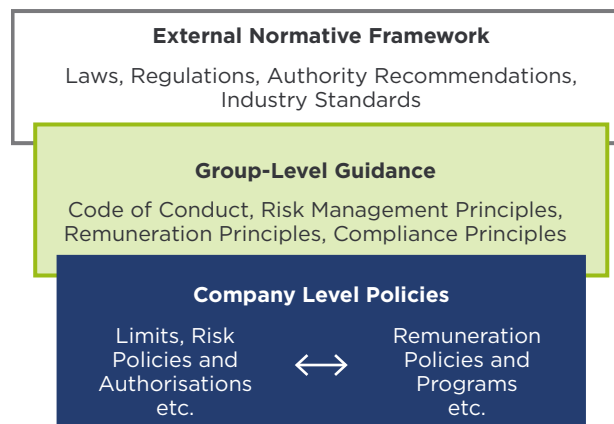 External Normative Framework
Laws, Regulations, Authority Recommendations,
Industry Standards
Group-Level Guidance
Code of Conduct, Risk Management Principles,
Remuneration Principles, Compliance Principles
Company Level Policies
Limits, Risk
Policies and
Authorisations
etc.
Remuneration
Policies and
Programs
etc.